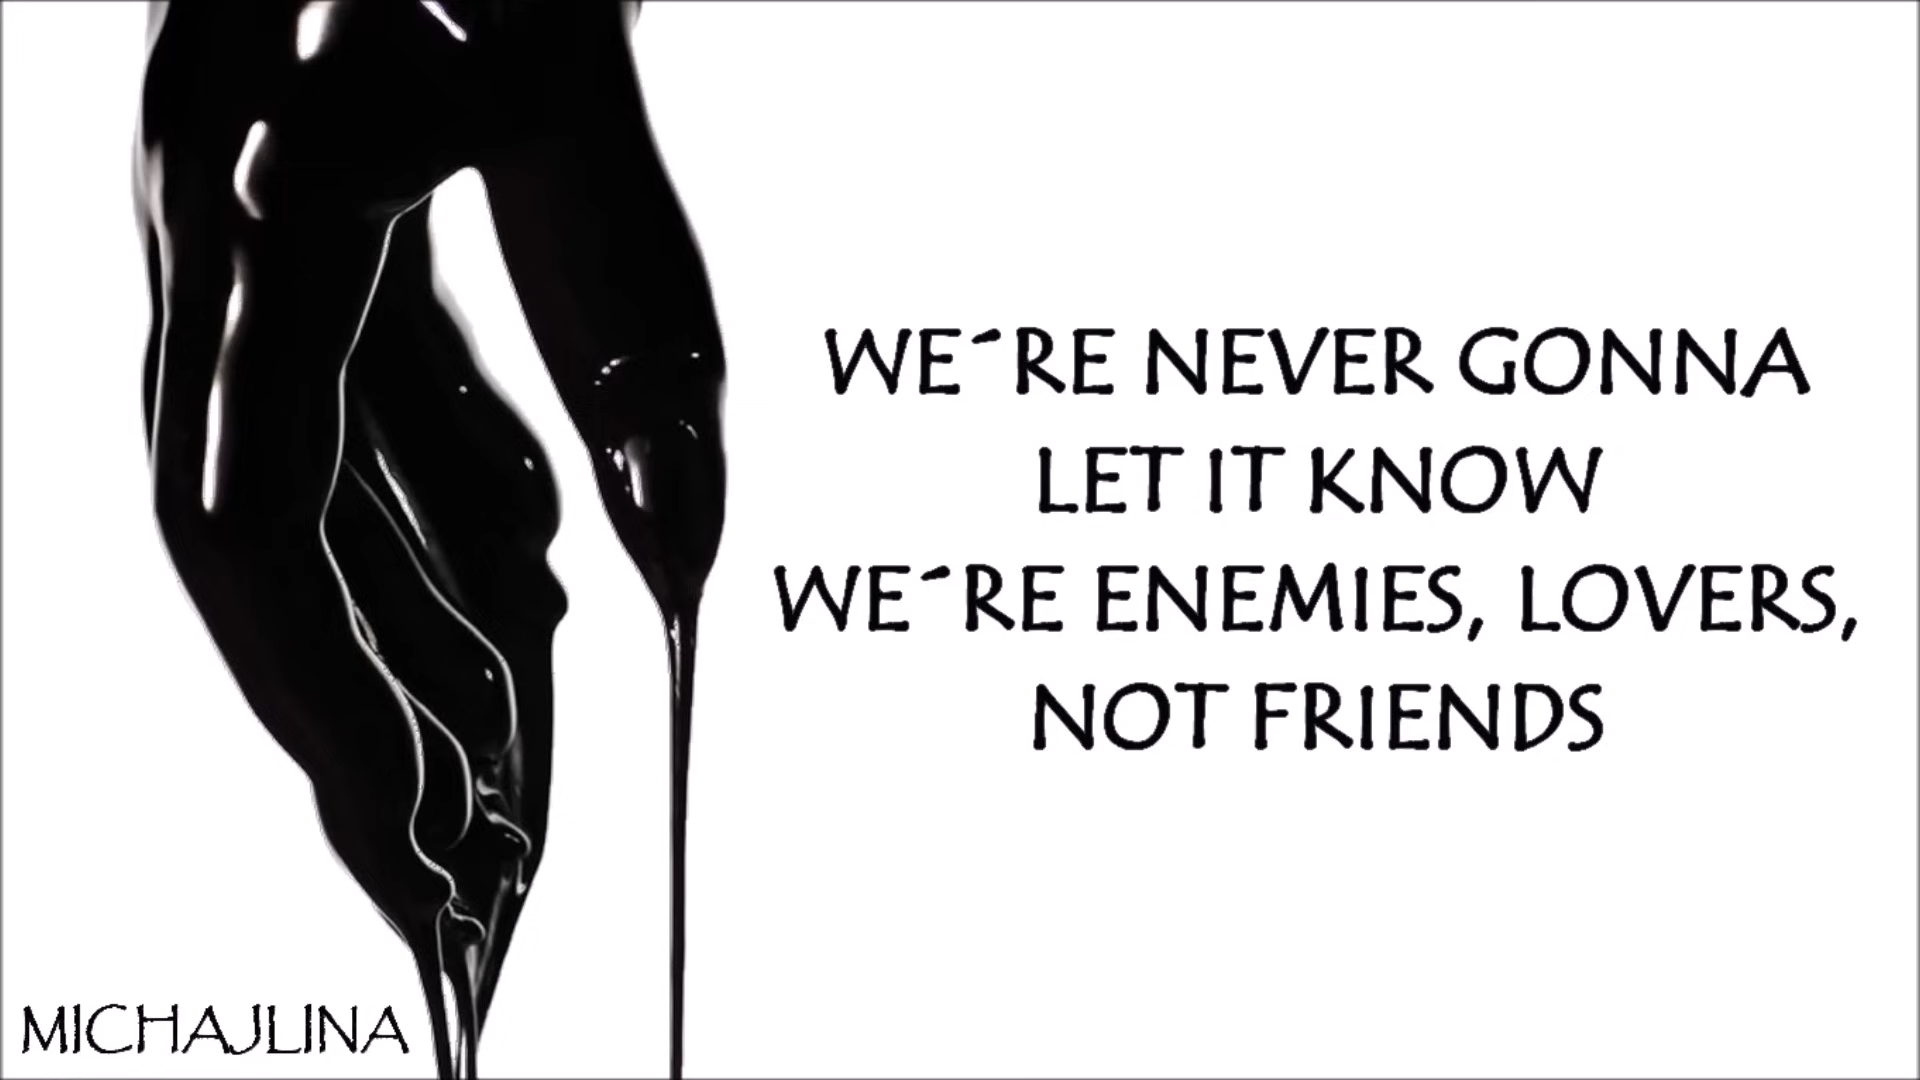 WE´RE NEVER GONNA
LET IT KNOW
WE´RE ENEMIES, LOVERS,
NOT FRIENDS
MICHAJLINA